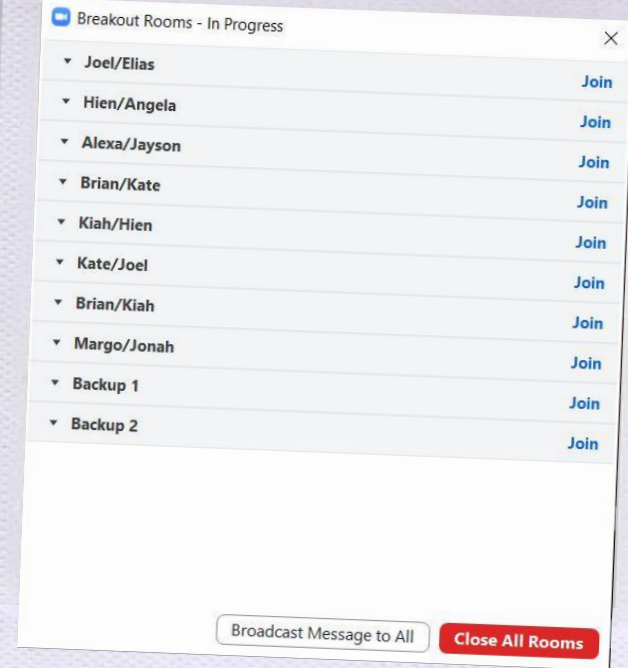 Breakout Rooms - In Progress
Joel/Elias Join
Hien/Angela Join
Alexa/Jayson Join
Brian/Kate Join
Kiah/Hien Join
Kate/Joel Join
Brian/Kiah Join
Margo/Jonah Join
Backup 1 Join
Backup 2 Join
Broadcast Message to All Close All Rooms